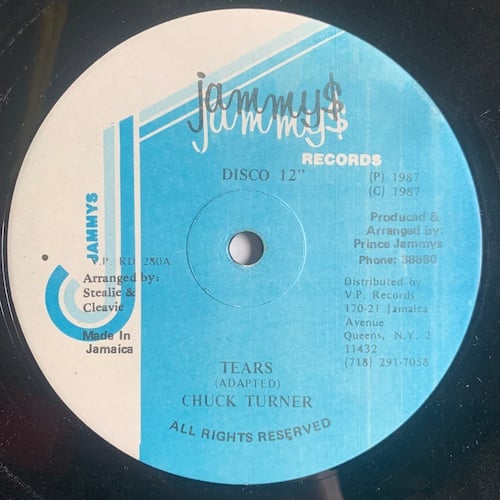 jammy$
jammy$
RECORDS
DISCO 12"
(P) 1987
(C) 1987
JAMMYS
Produced &
Arranged by:
Prince Jammys
Phone: 38580
V.P. RD 280A
Arranged by:
Stealie &
Cleavie
Made In
Jamaica
Distributed by
V.P. Records
170-21 Jamaica
Avenue
Queens, N.Y. 2
11432
(718) 291-7058
TEARS
(ADAPTED)
CHUCK TURNER
ALL RIGHTS RESERVED